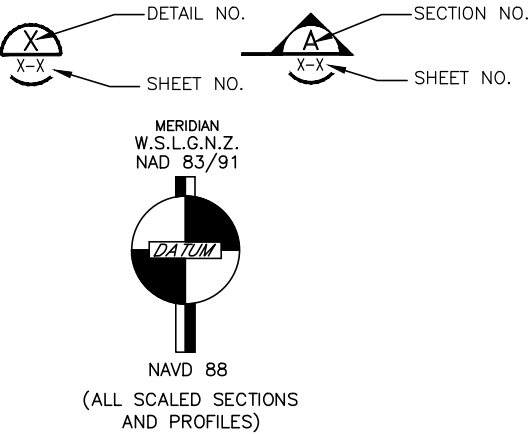 DETAIL NO.
X
X-X
SHEET NO.
SECTION NO.
A
X-X
SHEET NO.
MERIDIAN
W.S.L.G.N.Z.
NAD 83/91
DATUM
NAVD 88
(ALL SCALED SECTIONS
AND PROFILES)